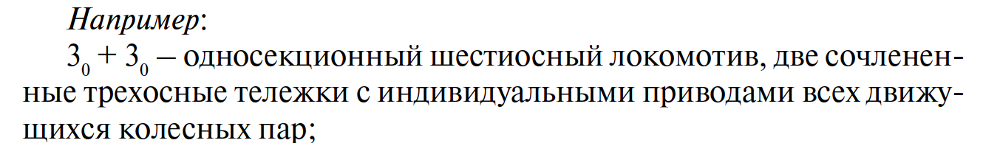 Например:
3₀ + 3₀ – односекционный шестиосный локомотив, две сочленен-
ные трехосные тележки с индивидуальными приводами всех движу-
щихся колесных пар;